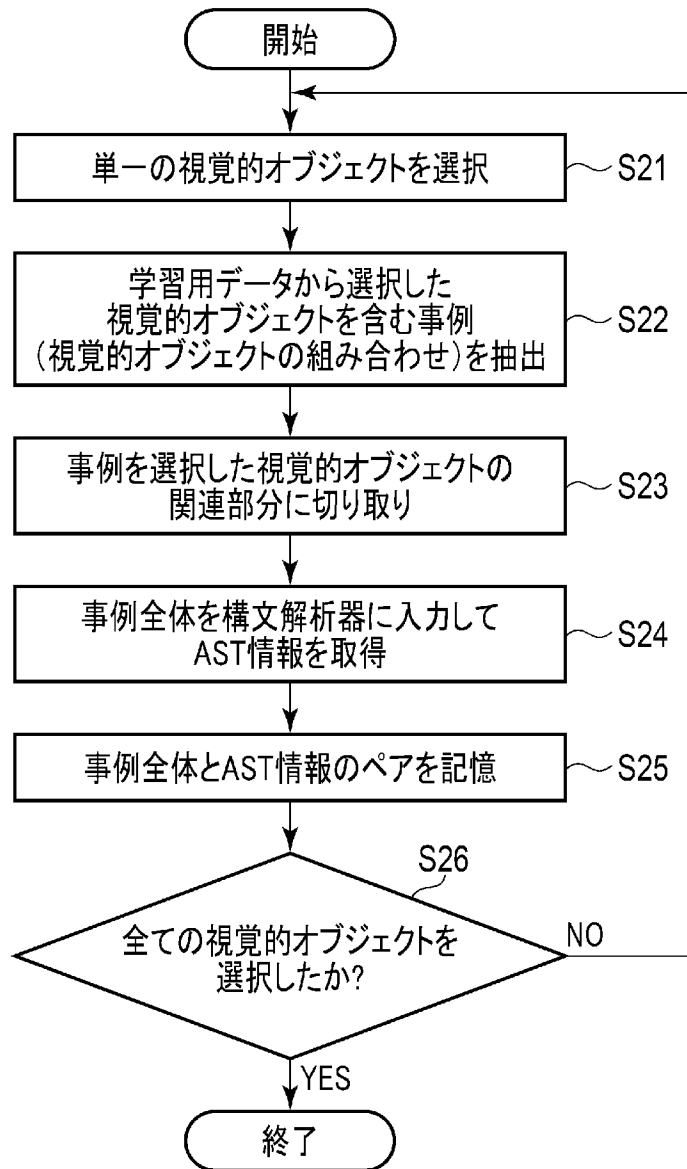 開始
単一の視覚的オブジェクトを選択
S21
学習用データから選択した
視覚的オブジェクトを含む事例
(視覚的オブジェクトの組み合わせ)を抽出
S22
事例を選択した視覚的オブジェクトの
関連部分に切り取り
S23
事例全体を構文解析器に入力して
AST情報を取得
S24
事例全体とAST情報のペアを記憶
S25
S26
全ての視覚的オブジェクトを
選択したか?
NO
YES
終了